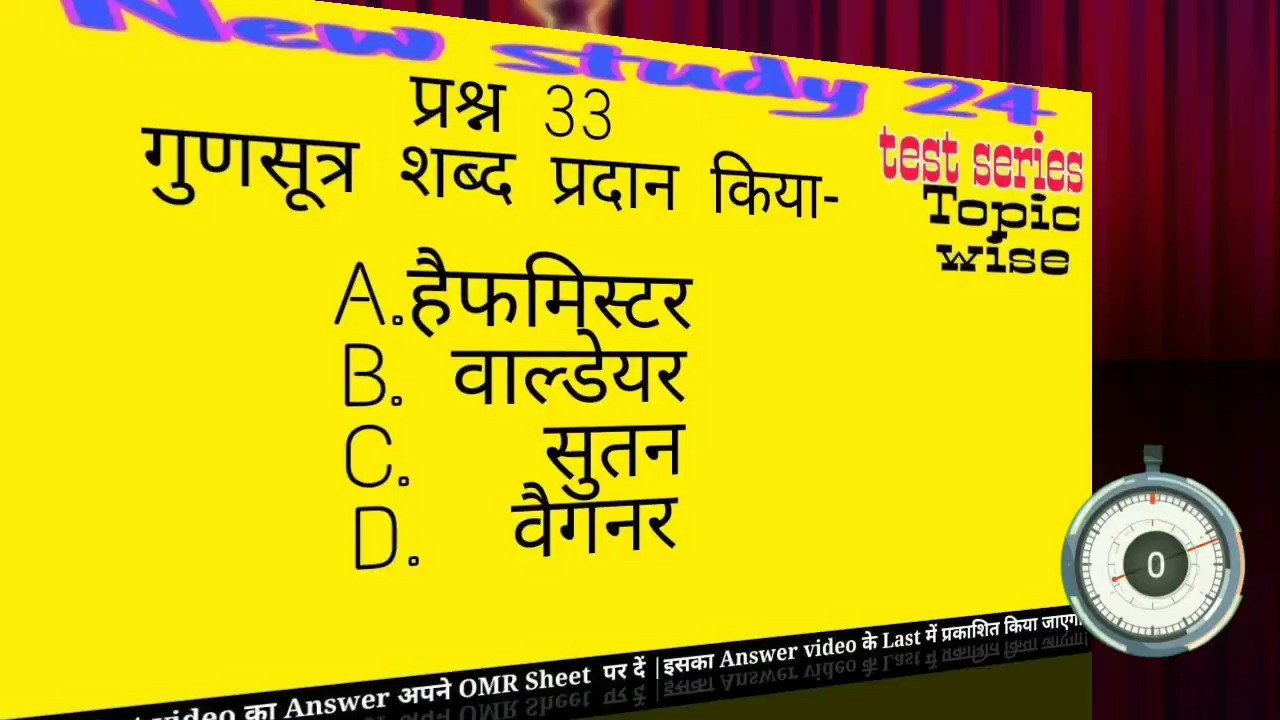 New study 24
प्रश्न 33
गुणसूत्र शब्द प्रदान किया-
test series
Topic
wise
A.हैफमिस्टर
B. वाल्डेयर
C. सुतन
D. वैगनर
0
video का Answer अपने OMR Sheet पर दें |इसका Answer video के Last में प्रकाशित किया जाएगा